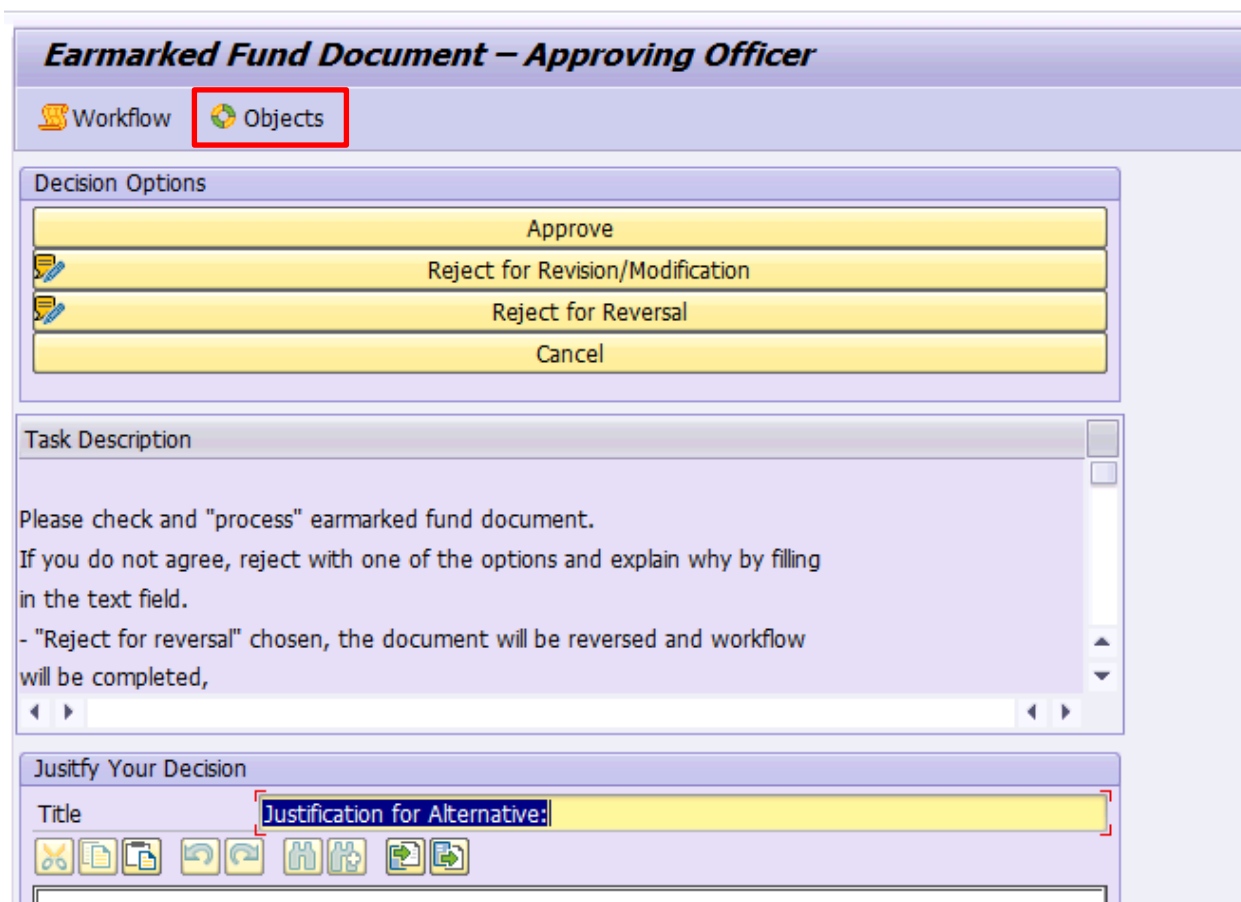 Earmarked Fund Document – Approving Officer
Workflow Objects
Decision Options
Approve
Reject for Revision/Modification
Reject for Reversal
Cancel
Task Description
Please check and "process" earmarked fund document.
If you do not agree, reject with one of the options and explain why by filling
in the text field.
- "Reject for reversal" chosen, the document will be reversed and workflow
will be completed,
Jusitfy Your Decision
Title Justification for Alternative: